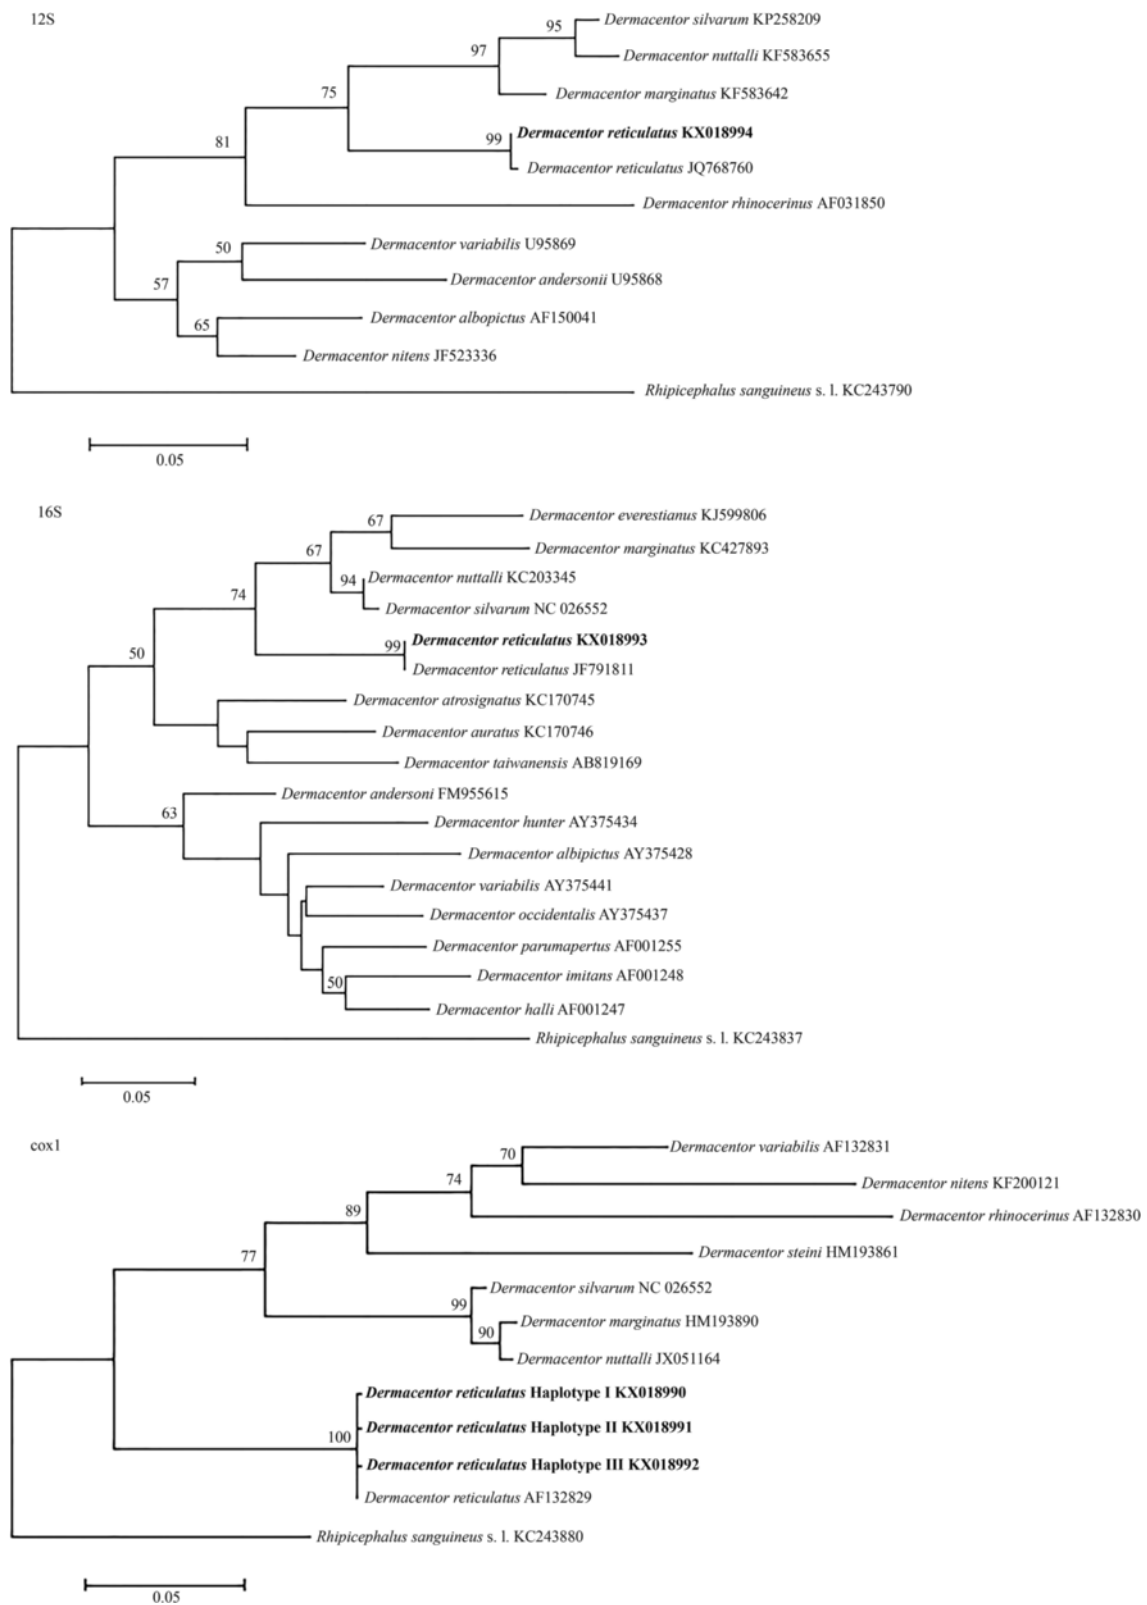 12S
95
Dermacentor silvarum KP258209
97
Dermacentor nuttalli KF583655
75
Dermacentor marginatus KF583642
81
99
Dermacentor reticulatus KX018994
Dermacentor reticulatus JQ768760
Dermacentor rhinocerinus AF031850
50
Dermacentor variabilis U95869
57
Dermacentor andersonii U95868
65
Dermacentor albopictus AF150041
Dermacentor nitens JF523336
Rhipicephalus sanguineus s. l. KC243790
0.05
16S
67
Dermacentor everestianus KJ599806
67
Dermacentor marginatus KC427893
94
Dermacentor nuttalli KC203345
74
Dermacentor silvarum NC 026552
99
Dermacentor reticulatus KX018993
50
Dermacentor reticulatus JF791811
Dermacentor atrosignatus KC170745
Dermacentor auratus KC170746
Dermacentor taiwanensis AB819169
63
Dermacentor andersoni FM955615
Dermacentor hunter AY375434
Dermacentor albipictus AY375428
Dermacentor variabilis AY375441
Dermacentor occidentalis AY375437
Dermacentor parumapertus AF001255
50
Dermacentor imitans AF001248
Dermacentor halli AF001247
Rhipicephalus sanguineus s. l. KC243837
0.05
cox1
70
Dermacentor variabilis AF132831
74
Dermacentor nitens KF200121
89
Dermacentor rhinocerinus AF132830
77
Dermacentor steini HM193861
99
Dermacentor silvarum NC 026552
90
Dermacentor marginatus HM193890
Dermacentor nuttalli JX051164
Dermacentor reticulatus Haplotype I KX018990
100
Dermacentor reticulatus Haplotype II KX018991
Dermacentor reticulatus Haplotype III KX018992
Dermacentor reticulatus AF132829
Rhipicephalus sanguineus s. l. KC243880
0.05